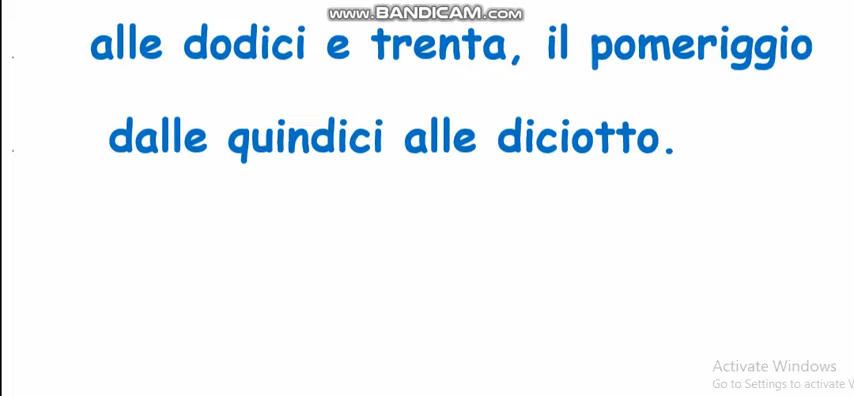 www.BANDICAM.com
alle dodici e trenta, il pomeriggio
dalle quindici alle diciotto.
Activate Windows
Go to Settings to activate W